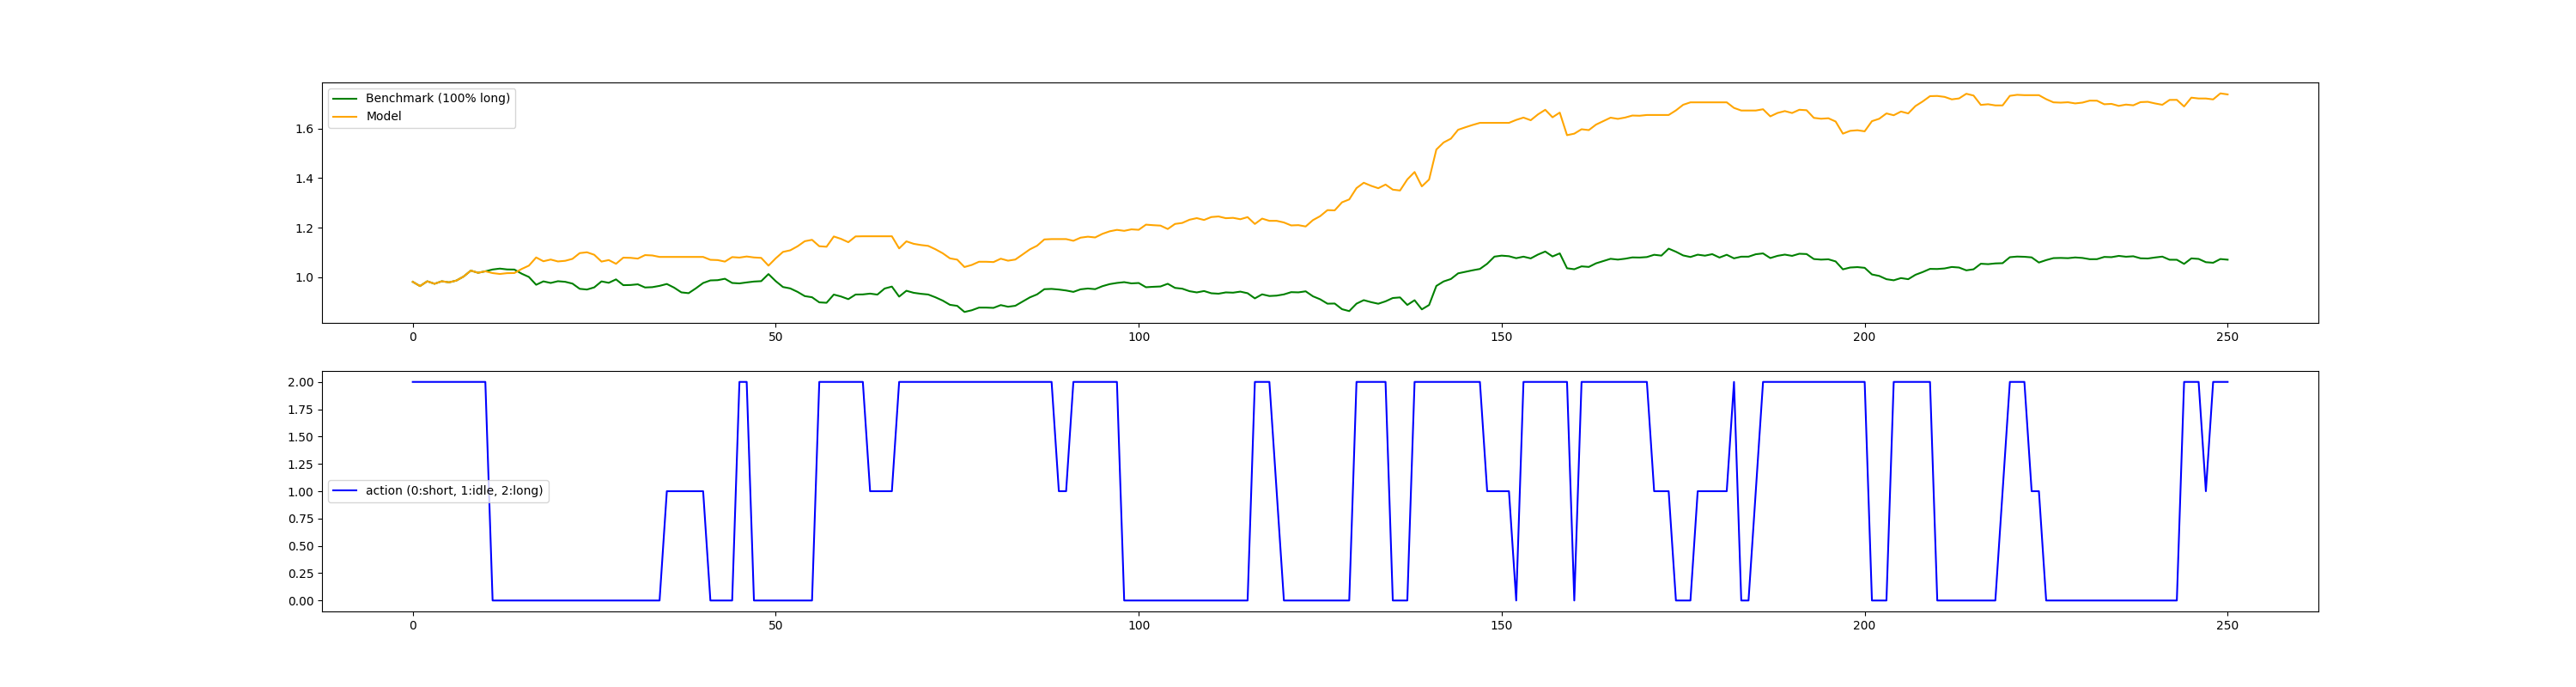 Benchmark (100% long)
Model
1.6
1.4
1.2
1.0
0 50 100 150 200 250
2.00
1.75
1.50
1.25
1.00
0.75
0.50
0.25
0.00
action (0:short, 1:idle, 2:long)
0 50 100 150 200 250